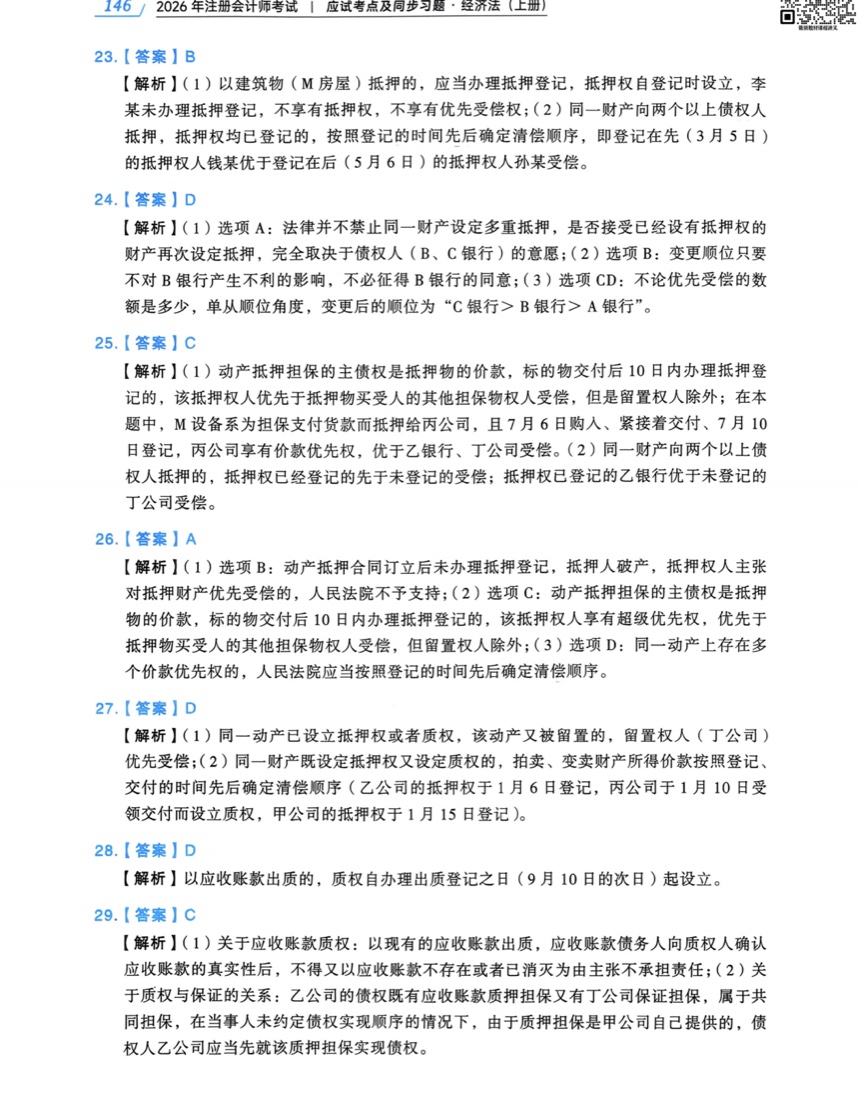 146 2026 年注册会计师考试 | 应试考点及同步习题·经济法（上册）
23.【答案】B
【解析】（1）以建筑物（M 房屋）抵押的，应当办理抵押登记，抵押权自登记时设立，李
某未办理抵押登记，不享有抵押权，不享有优先受偿权；（2）同一财产向两个以上债权人
抵押，抵押权均已登记的，按照登记的时间先后确定清偿顺序，即登记在先（3 月 5 日）
的抵押权人钱某优于登记在后（5 月 6 日）的抵押权人孙某受偿。
24.【答案】D
【解析】（1）选项 A：法律并不禁止同一财产设定多重抵押，是否接受已经设有抵押权的
财产再次设定抵押，完全取决于债权人（B、C 银行）的意愿；（2）选项 B：变更顺位只要
不对 B 银行产生不利的影响，不必征得 B 银行的同意；（3）选项 CD：不论优先受偿的数
额是多少，单从顺位角度，变更后的顺位为“C 银行＞B 银行＞A 银行”。
25.【答案】C
【解析】（1）动产抵押担保的主债权是抵押物的价款，标的物交付后 10 日内办理抵押登
记的，该抵押权人优先于抵押物买受人的其他担保物权人受偿，但是留置权人除外；在本
题中，M 设备系为担保支付货款而抵押给丙公司，且 7 月 6 日购入、紧接着交付、7 月 10
日登记，丙公司享有价款优先权，优于乙银行、丁公司受偿。（2）同一财产向两个以上债
权人抵押的，抵押权已经登记的先于未登记的受偿；抵押权已登记的乙银行优于未登记的
丁公司受偿。
26.【答案】A
【解析】（1）选项 B：动产抵押合同订立后未办理抵押登记，抵押人破产，抵押权人主张
对抵押财产优先受偿的，人民法院不予支持；（2）选项 C：动产抵押担保的主债权是抵押
物的价款，标的物交付后 10 日内办理抵押登记的，该抵押权人享有超级优先权，优先于
抵押物买受人的其他担保物权人受偿，但留置权人除外；（3）选项 D：同一动产上存在多
个价款优先权的，人民法院应当按照登记的时间先后确定清偿顺序。
27.【答案】D
【解析】（1）同一动产已设立抵押权或者质权，该动产又被留置的，留置权人（丁公司）
优先受偿；（2）同一财产既设定抵押权又设定质权的，拍卖、变卖财产所得价款按照登记、
交付的时间先后确定清偿顺序（乙公司的抵押权于 1 月 6 日登记，丙公司于 1 月 10 日受
领交付而设立质权，甲公司的抵押权于 1 月 15 日登记）。
28.【答案】D
【解析】以应收账款出质的，质权自办理出质登记之日（9 月 10 日的次日）起设立。
29.【答案】C
【解析】（1）关于应收账款质权：以现有的应收账款出质，应收账款债务人向质权人确认
应收账款的真实性后，不得又以应收账款不存在或者已消灭为由主张不承担责任；（2）关
于质权与保证的关系：乙公司的债权既有应收账款质押担保又有丁公司保证担保，属于共
同担保，在当事人未约定债权实现顺序的情况下，由于质押担保是甲公司自己提供的，债
权人乙公司应当先就该质押担保实现债权。